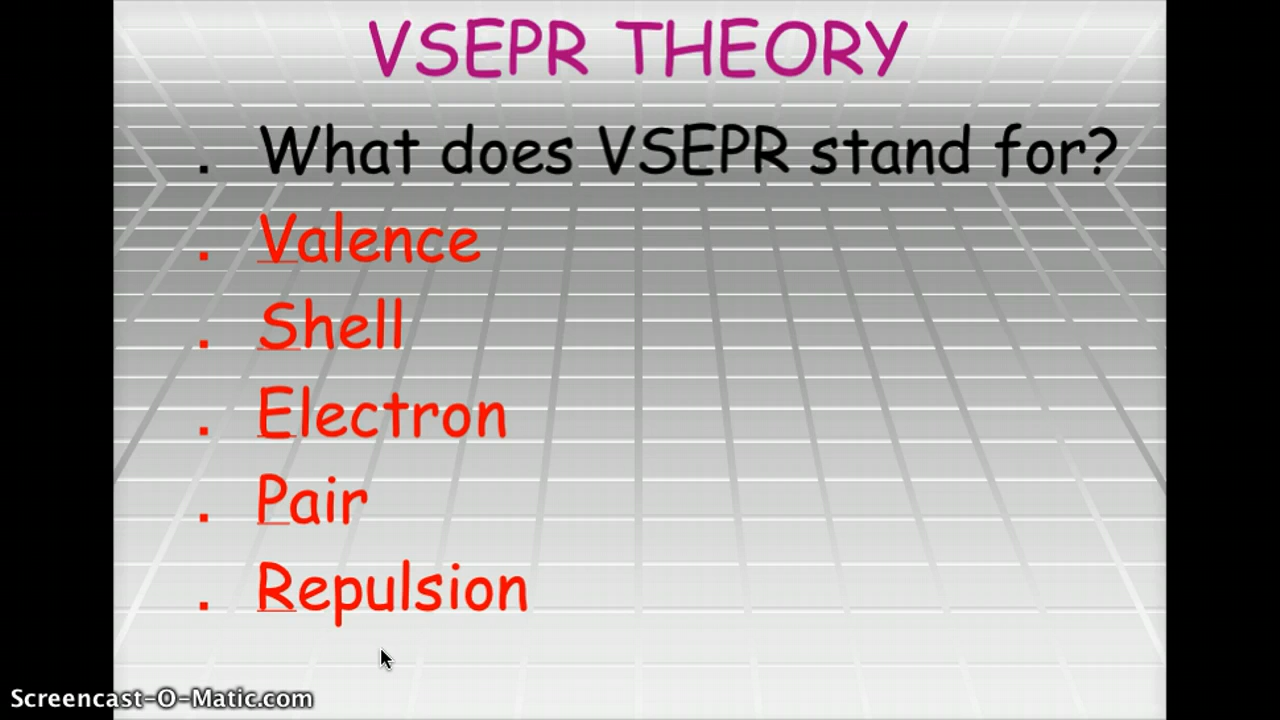 VSEPR THEORY
. What does VSEPR stand for?
. Valence
. Shell
. Electron
. Pair
. Repulsion
Screencast-O-Matic.com